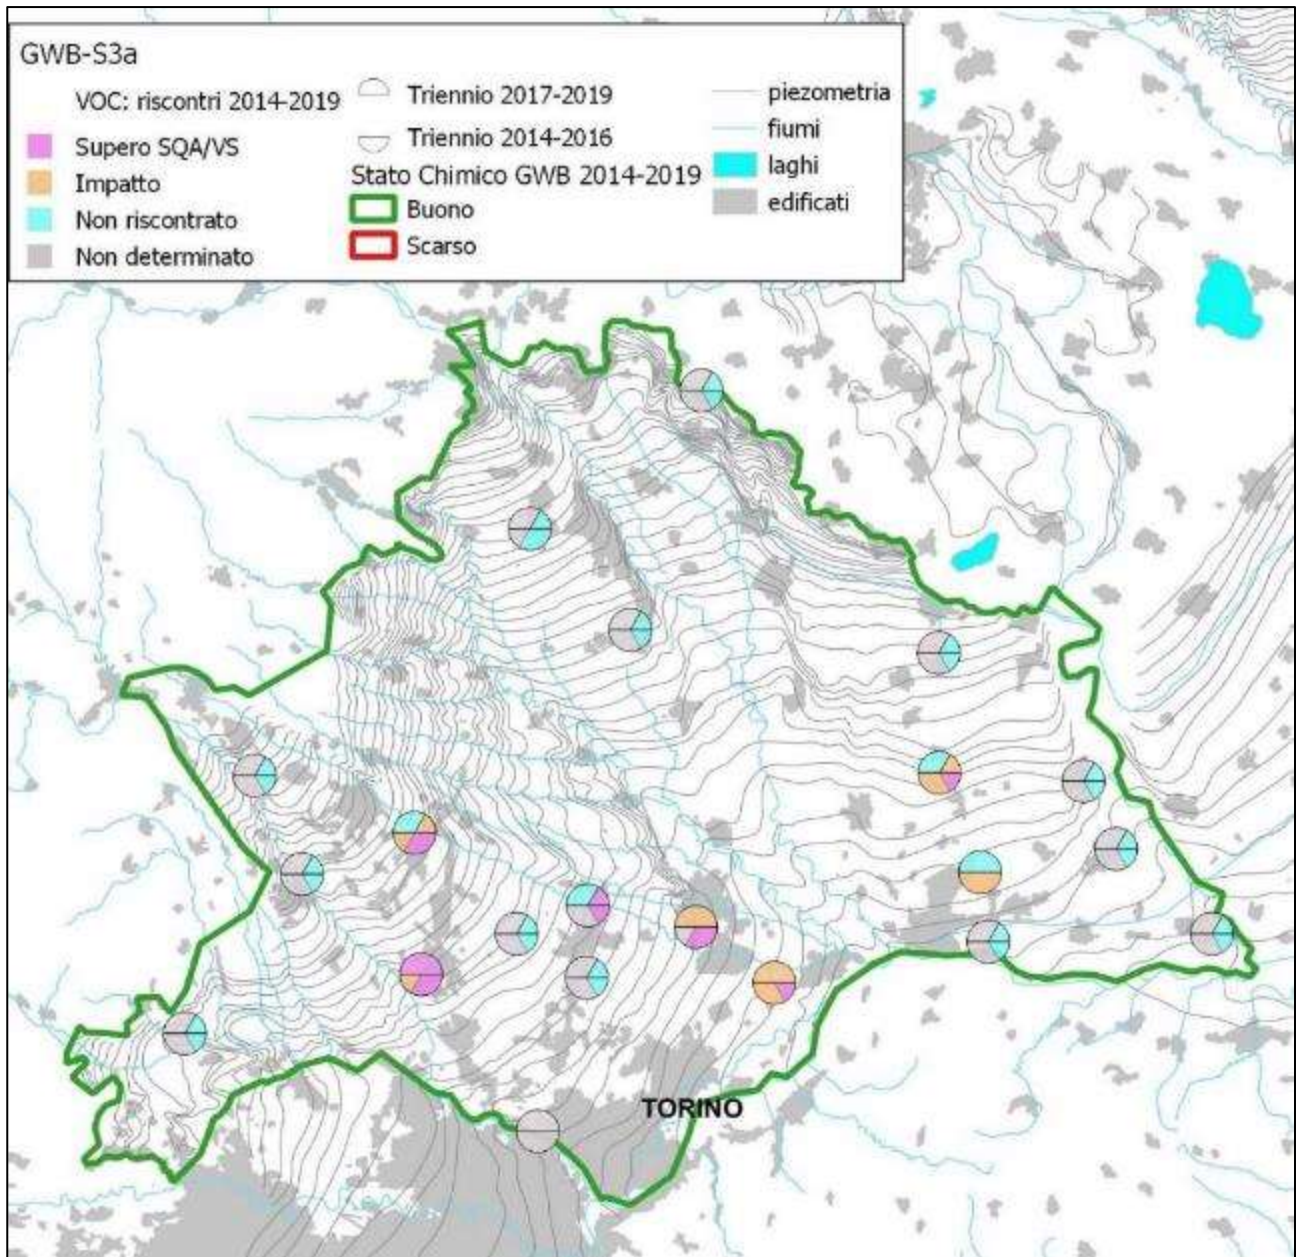 GWB-S3a
VOC: riscontri 2014-2019
Supero SQA/VS
Impatto
Non riscontrato
Non determinato
Triennio 2017-2019
Triennio 2014-2016
Stato Chimico GWB 2014-2019
Buono
Scarso
piezometria
fiumi
laghi
edificati
TORINO